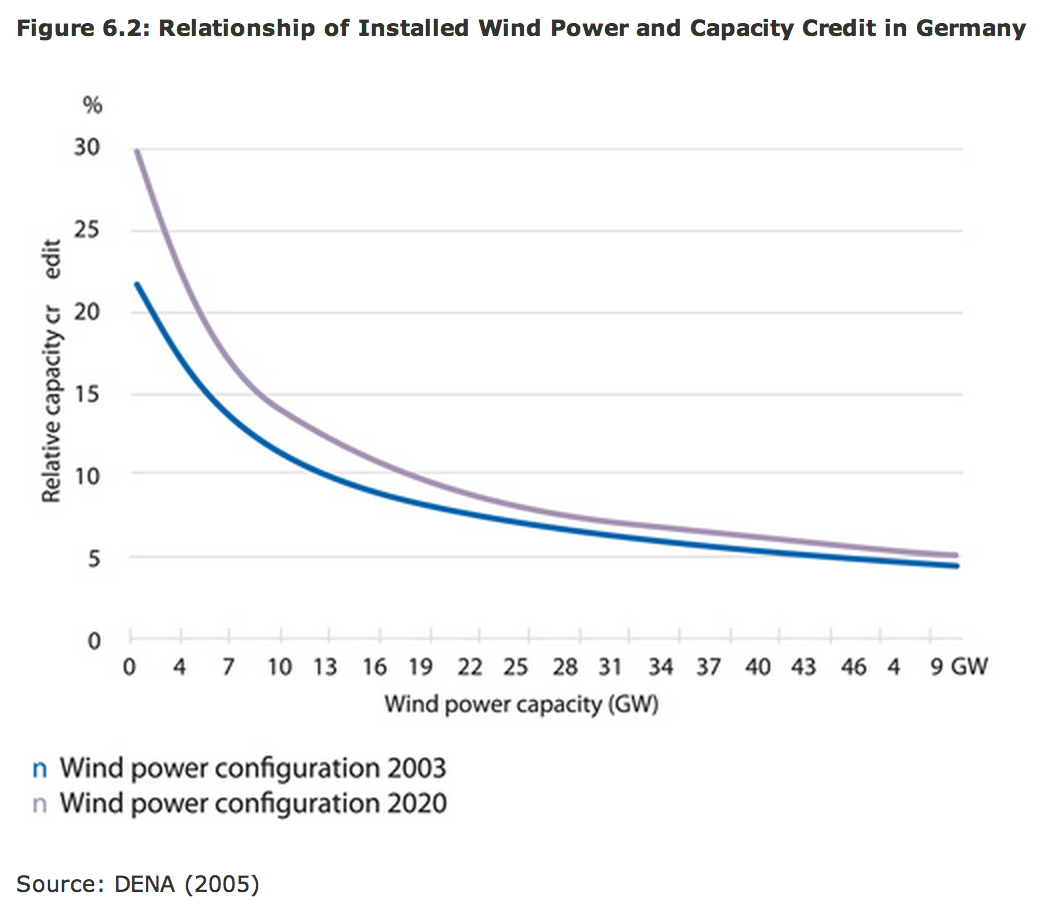 Figure 6.2: Relationship of Installed Wind Power and Capacity Credit in Germany
%
30
25
20
15
10
5
0
Relative capacity cr edit
0 4 7 10 13 16 19 22 25 28 31 34 37 40 43 46 4 9 GW
Wind power capacity (GW)
n Wind power configuration 2003
n Wind power configuration 2020
Source: DENA (2005)